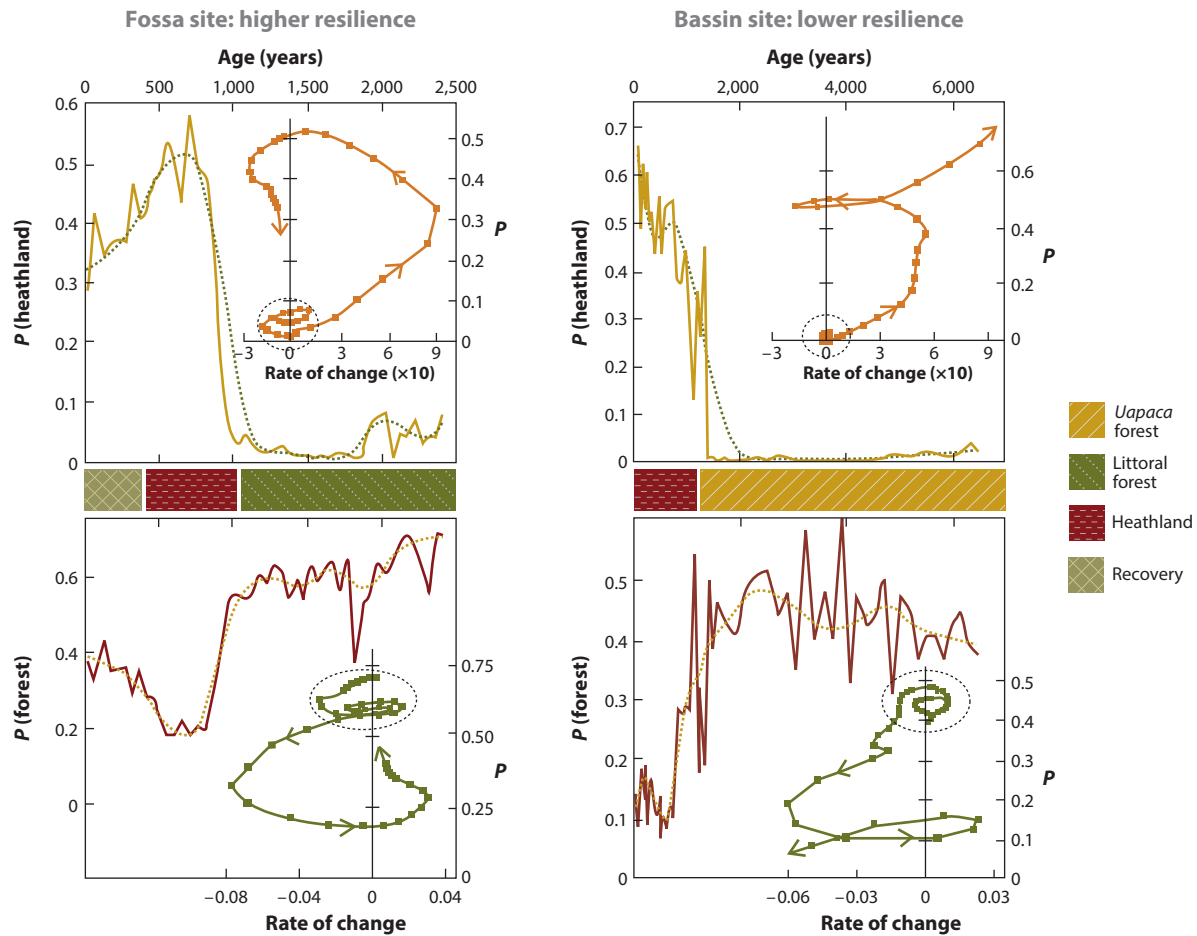 Fossa site: higher resilience
Bassin site: lower resilience
Age (years)
Age (years)
0 500 1,000 1,500 2,000 2,500
0 2,000 4,000 6,000
0.6
0.5
0.4
0.3
0.2
0.1
0
P (heathland)
0.5
0.4
0.3
0.2
0.1
0
P
−3 0 3 6 9
Rate of change (×10)
0.7
0.6
0.5
0.4
0.3
0.2
0.1
0
P (heathland)
0.6
0.4
0.2
0
P
−3 0 3 6 9
Rate of change (×10)
Uapaca
forest
Littoral
forest
Heathland
Recovery
0.6
0.4
0.2
0
P (forest)
0.75
0.50
0.25
0
P
−0.08 −0.04 0 0.04
Rate of change
0.5
0.4
0.3
0.2
0.1
0
P (forest)
0.5
0.4
0.3
0.2
0.1
0
P
−0.06 −0.03 0 0.03
Rate of change